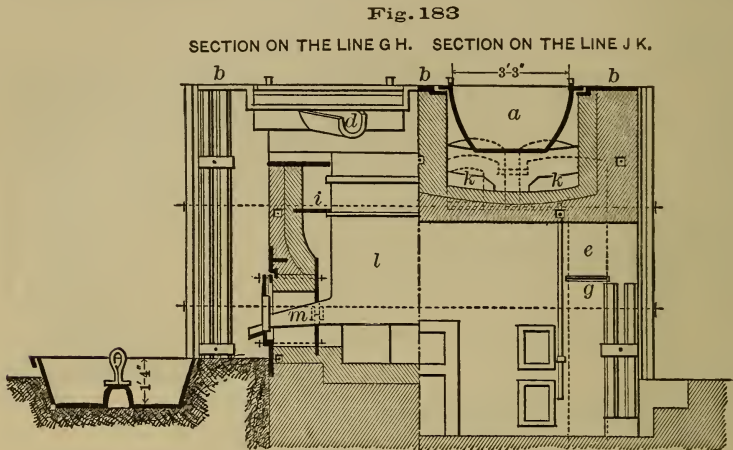 Fig. 183
SECTION ON THE LINE G H. SECTION ON THE LINE J K.
b b 3'·3" b
a
d
k k
i
e
l
g
m
1'·4"